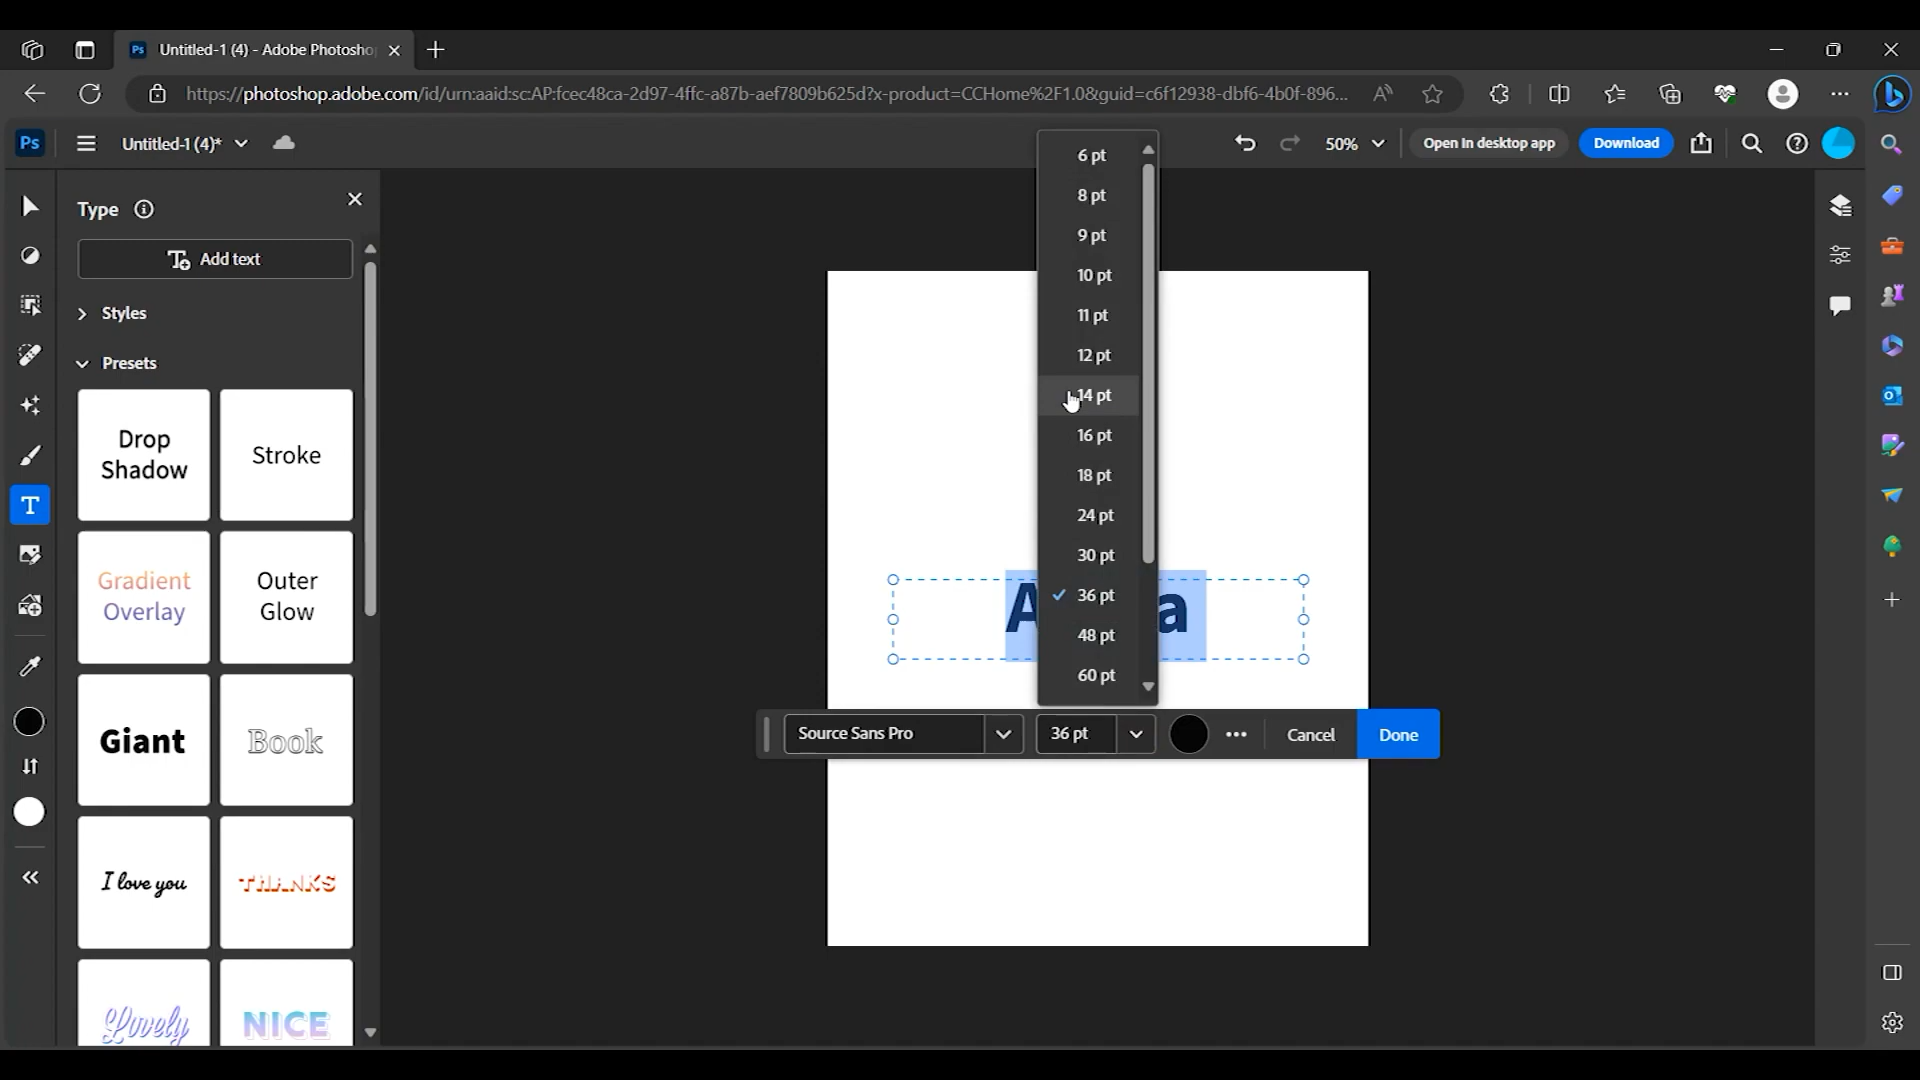 Untitled-1 (4) - Adobe Photosho
https://photoshop.adobe.com/id/urn:aaid:sc:AP:fcec48ca-2d97-4ffc-a87b-aef7809b625d?x-product=CCHome%2F1.0&guid=c6f12938-dbf6-4b0f-896...
Ps
Untitled-1 (4)*
50%
Open in desktop app
Download
Type
Add text
Styles
Presets
Drop
Shadow
Stroke
Gradient
Overlay
Outer
Glow
Giant
Book
I love you
THANKS
Lovely
NICE
6 pt
8 pt
9 pt
10 pt
11 pt
12 pt
14 pt
16 pt
18 pt
24 pt
30 pt
36 pt
48 pt
60 pt
Source Sans Pro
36 pt
Cancel
Done